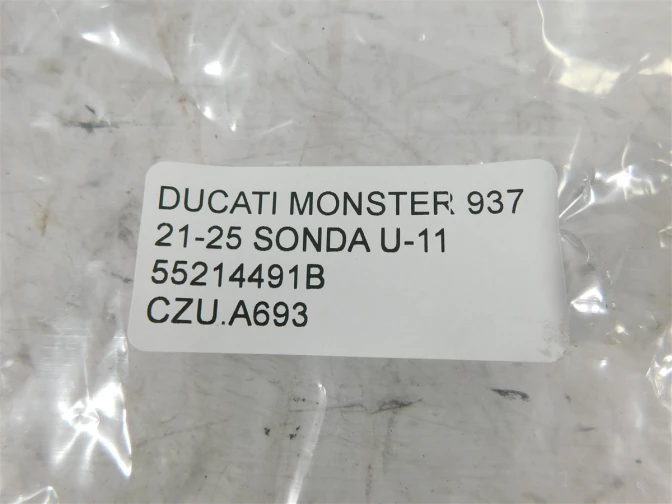 DUCATI MONSTER 937
21-25 SONDA U-11
55214491B
CZU.A693